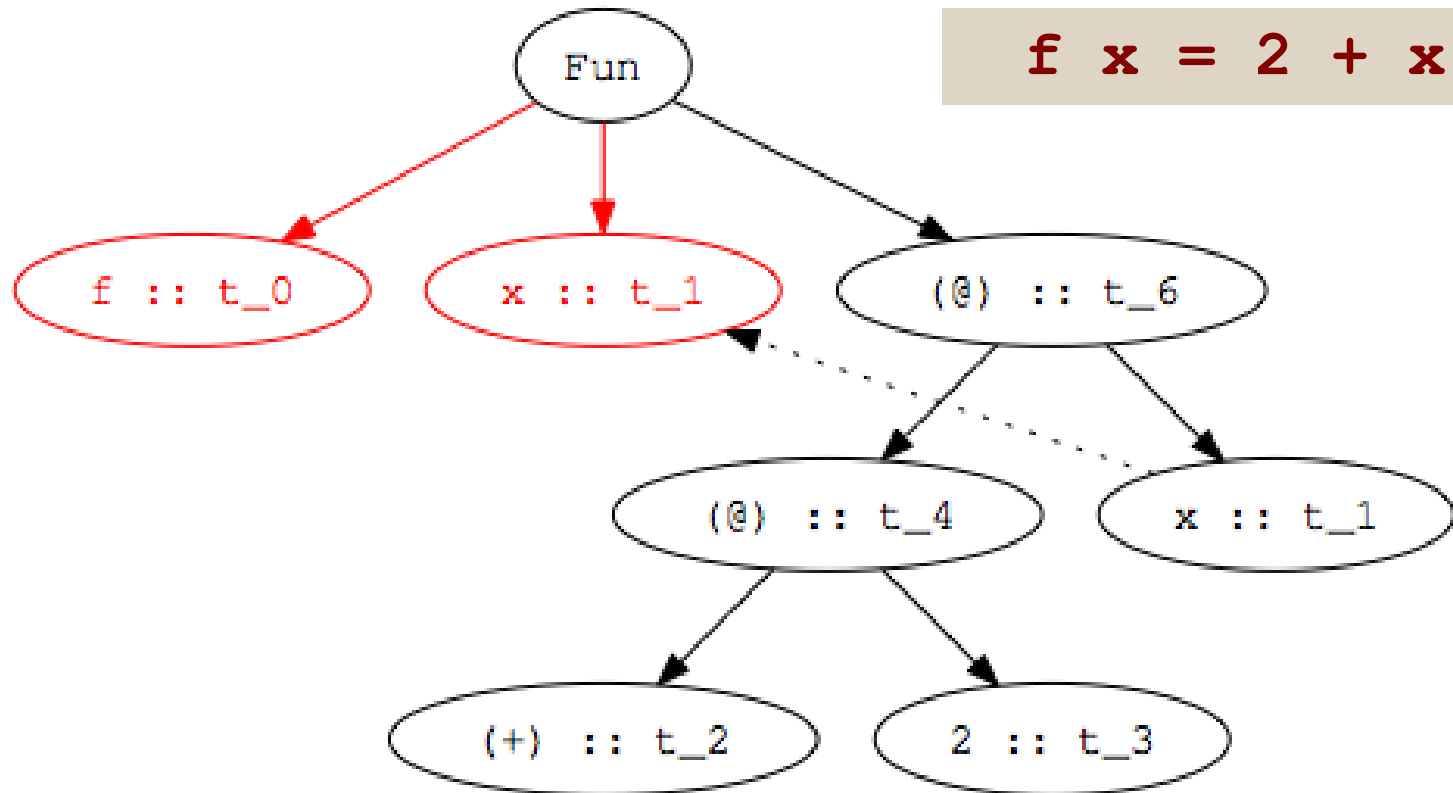 f x = 2 + x
Fun
f :: t_0
x :: t_1
(@) :: t_6
(@) :: t_4
x :: t_1
(+) :: t_2
2 :: t_3